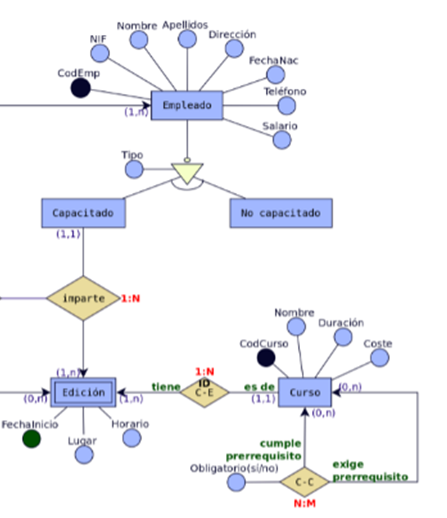 Nombre Apellidos
NIF Dirección
FechaNac
CodEmp
Teléfono
Empleado
(1,n)
Salario
Tipo
Capacitado No capacitado
(1,1)
imparte 1:N
Nombre
Duración
CodCurso Coste
(1,n) 1:N
ID
Edición tiene C-E es de Curso (0,n)
(0,n) (1,n) (1,1)
(0,n)
FechaInicio Horario
Lugar
cumple
prerrequisito
exige
prerrequisito
Obligatorio(sí/no)
C-C
N:M